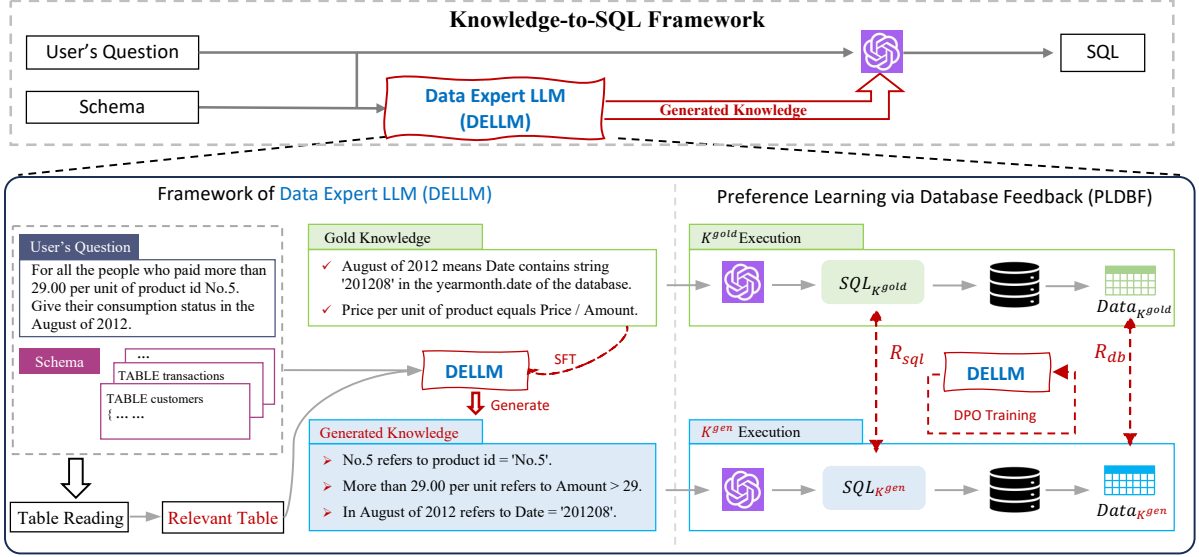 Knowledge-to-SQL Framework
User's Question
Schema
Data Expert LLM
(DELLM)
Generated Knowledge
SQL
Framework of Data Expert LLM (DELLM)
User's Question
For all the people who paid more than
29.00 per unit of product id No.5.
Give their consumption status in the
August of 2012.
Schema
...
TABLE transactions
TABLE customers
{ ... ...
Table Reading
Relevant Table
Gold Knowledge
✓ August of 2012 means Date contains string
'201208' in the yearmonth.date of the database.
✓ Price per unit of product equals Price / Amount.
SFT
DELLM
Generate
Generated Knowledge
➢ No.5 refers to product id = 'No.5'.
➢ More than 29.00 per unit refers to Amount > 29.
➢ In August of 2012 refers to Date = '201208'.
Preference Learning via Database Feedback (PLDBF)
K^gold Execution
SQL_K^gold
Data_K^gold
R_sql
R_db
DELLM
DPO Training
K^gen Execution
SQL_K^gen
Data_K^gen